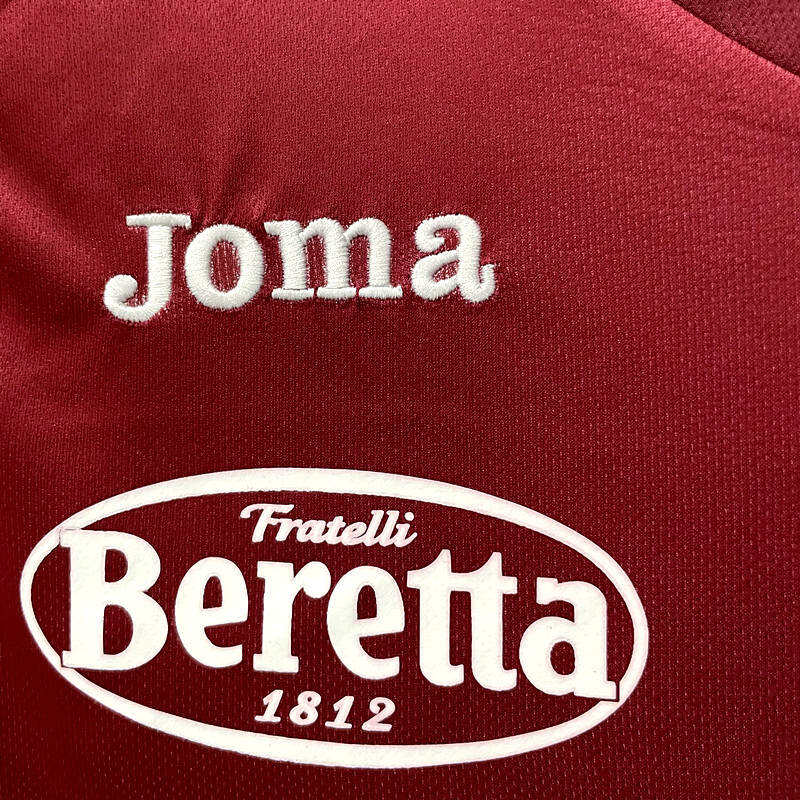 Joma
Fratelli
Beretta
1812